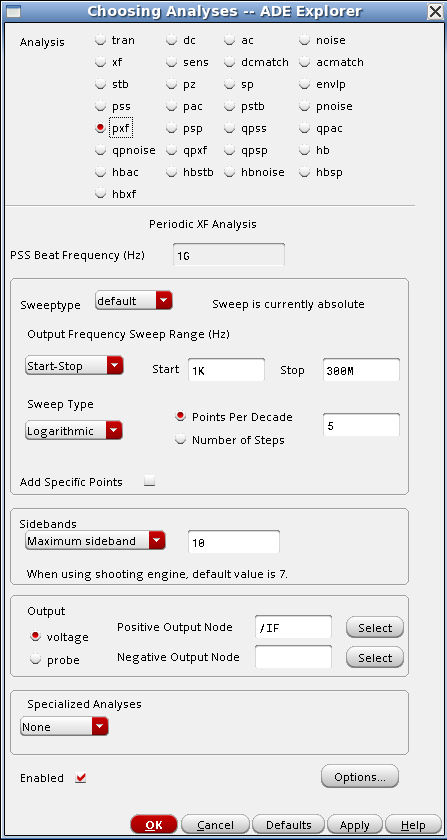 Choosing Analyses -- ADE Explorer
Analysis tran dc ac noise
xf sens dcmatch acmatch
stb pz sp envlp
pss pac pstb pnoise
pxf psp qpss qpac
qpnoise qpxf qpsp hb
hbac hbstb hbnoise hbsp
hbxf
Periodic XF Analysis
PSS Beat Frequency (Hz) 1G
Sweeptype default Sweep is currently absolute
Output Frequency Sweep Range (Hz)
Start-Stop Start 1K Stop 300M
Sweep Type
Logarithmic
Points Per Decade
Number of Steps
5
Add Specific Points
Sidebands
Maximum sideband 10
When using shooting engine, default value is 7.
Output
voltage
probe
Positive Output Node /IF Select
Negative Output Node Select
Specialized Analyses
None
Enabled Options...
OK Cancel Defaults Apply Help